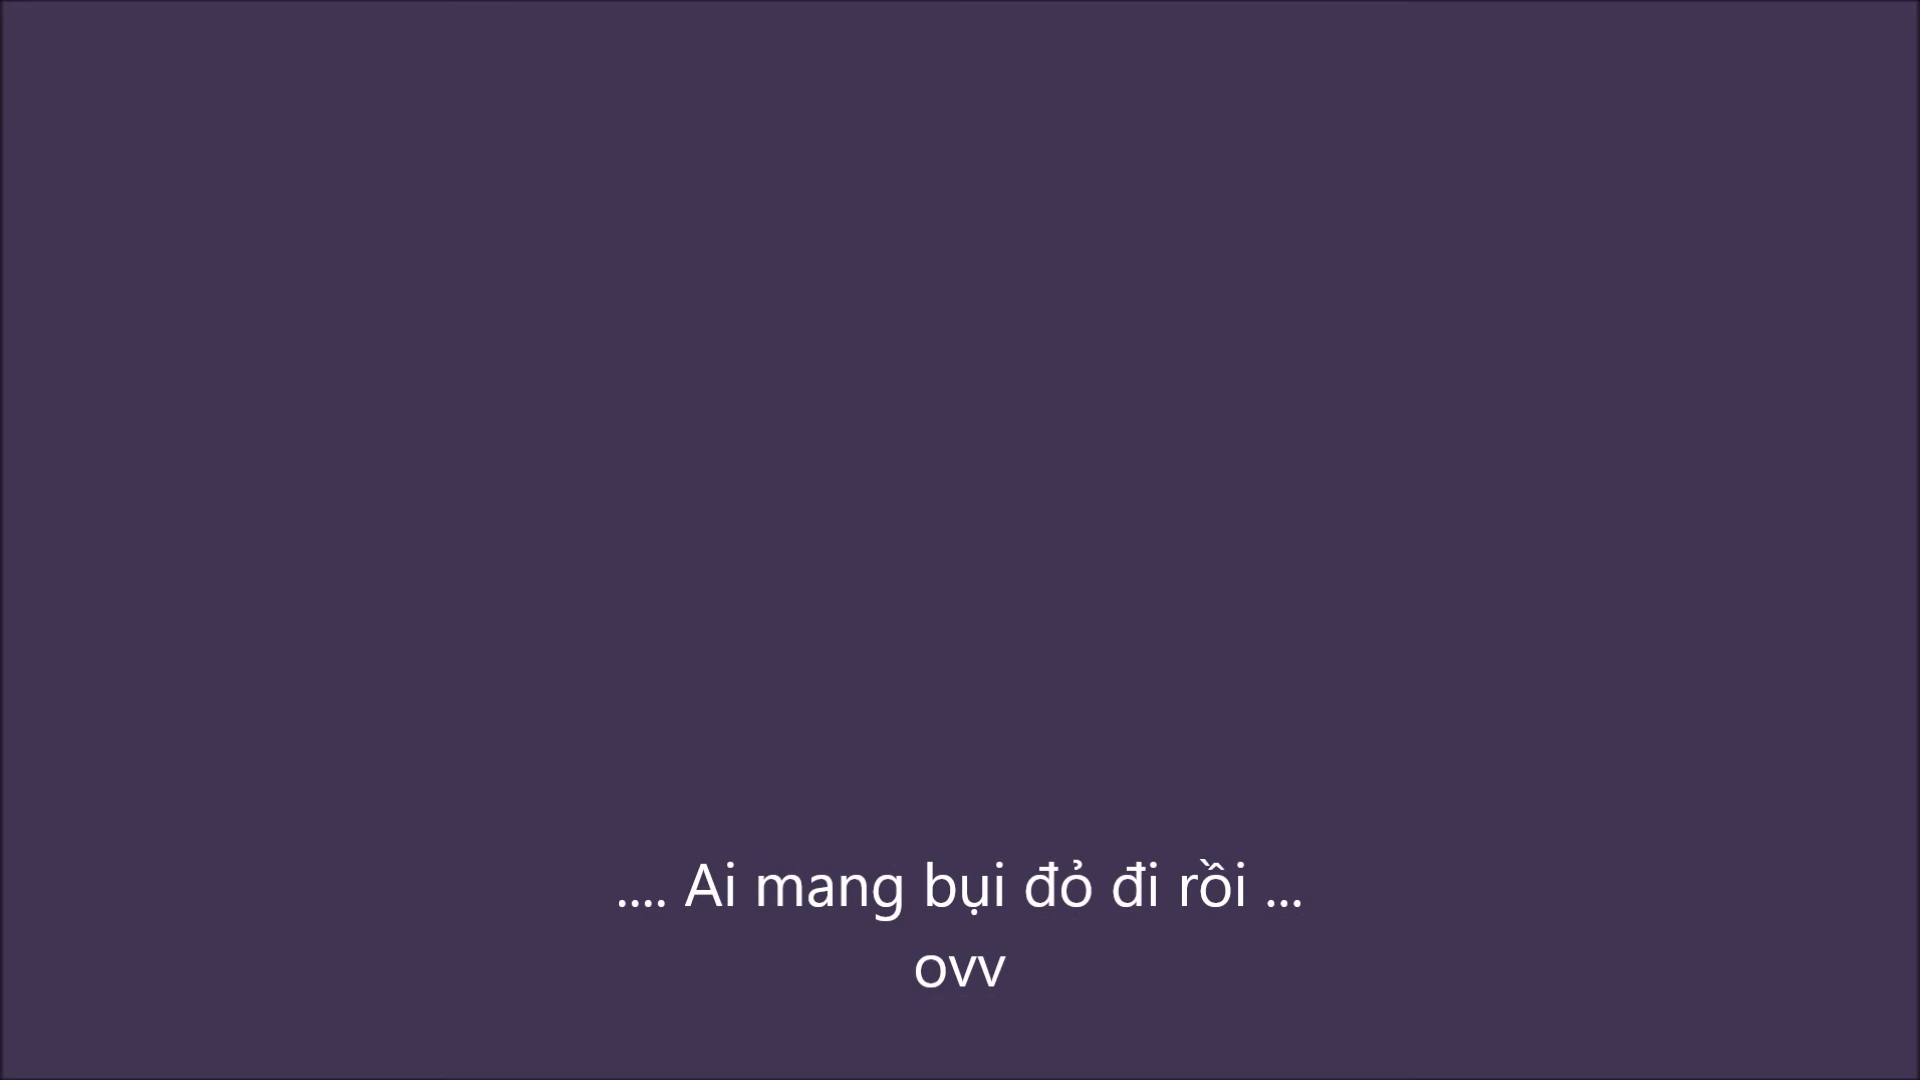 .... Ai mang bụi đỏ đi rồi ...
ovv